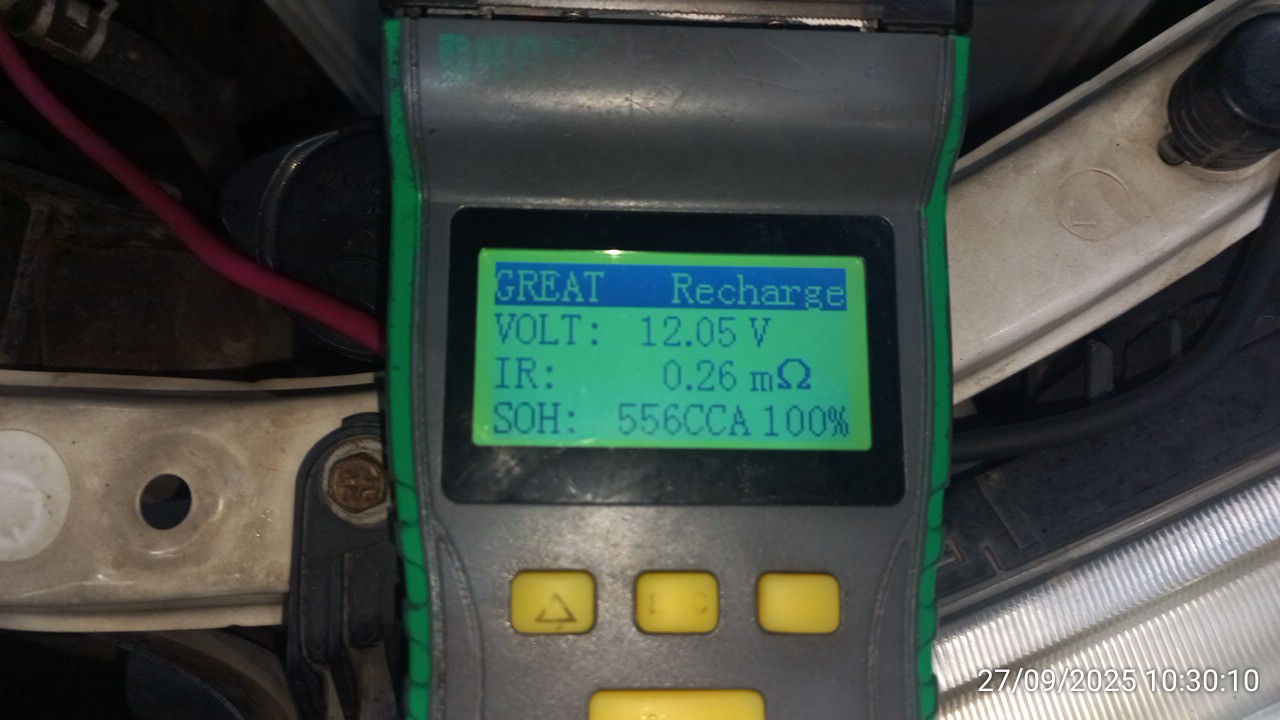 GREAT Recharge
VOLT: 12.05 V
IR: 0.26 mΩ
SOH: 556CCA 100%
27/09/2025 10:30:10